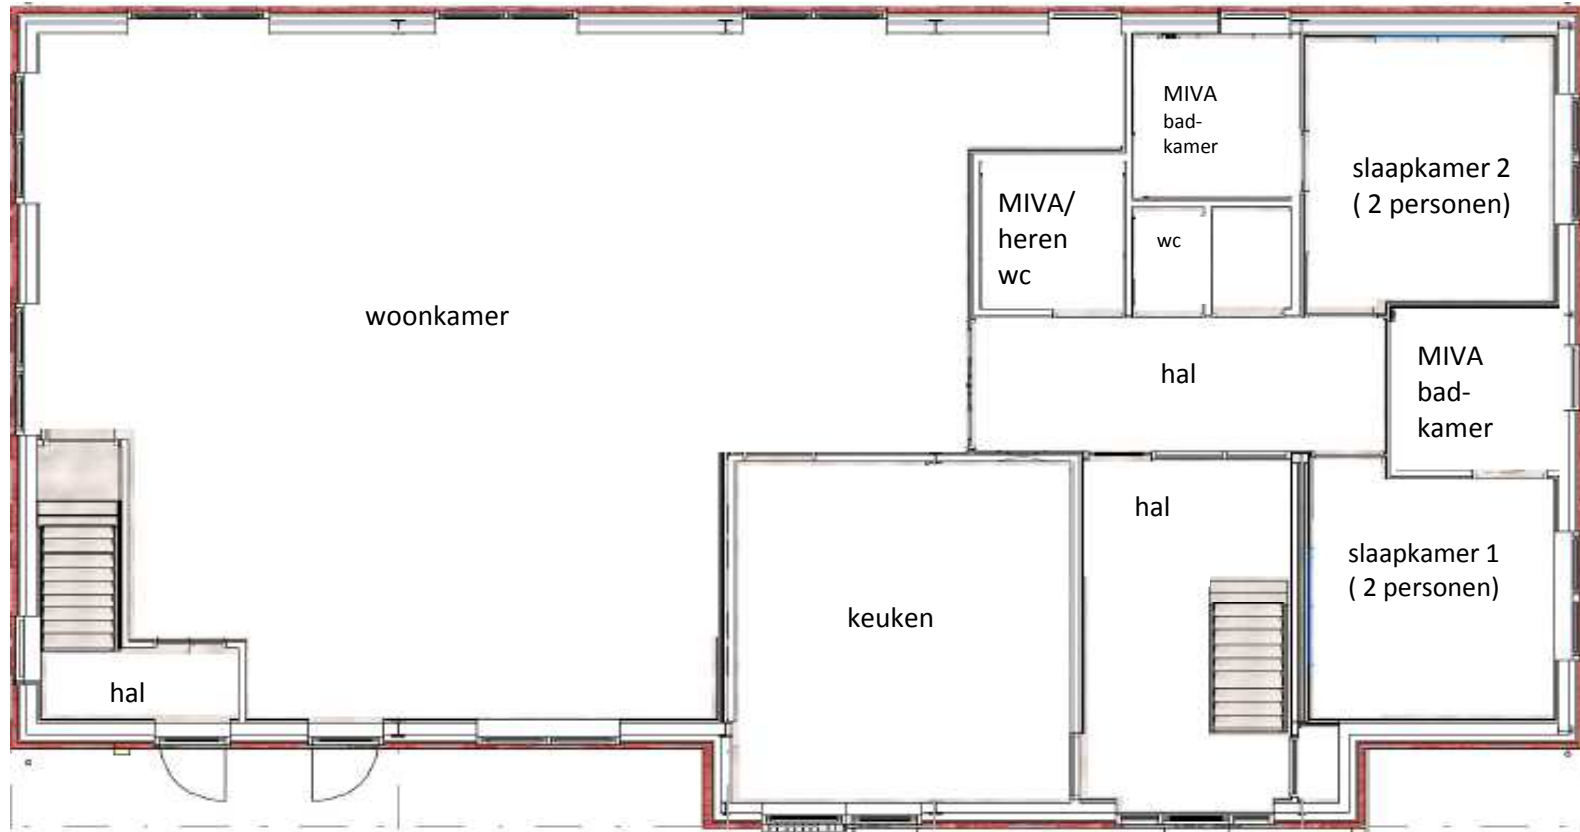 MIVA
bad-
kamer
slaapkamer 2
( 2 personen)
MIVA/
heren
wc
wc
woonkamer
hal
MIVA
bad-
kamer
hal
slaapkamer 1
( 2 personen)
keuken
hal